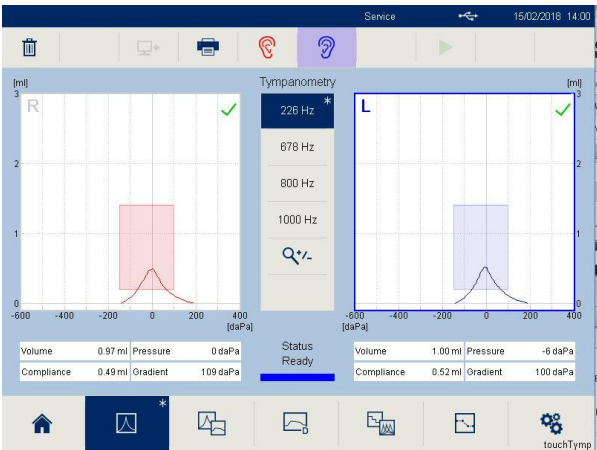 Service 15/02/2018 14:00
[ml] Tympanometry [ml]
3 R 226 Hz * L 3
678 Hz
2 800 Hz 2
1000 Hz
1 +/- 1
0 0
-600 -400 -200 0 200 400 -600 -400 -200 0 200 400
[daPa] [daPa]
Status
Ready
Volume 0.97 ml Pressure 0 daPa Volume 1.00 ml Pressure -6 daPa
Compliance 0.49 ml Gradient 109 daPa Compliance 0.52 ml Gradient 100 daPa
*
D
touchTymp